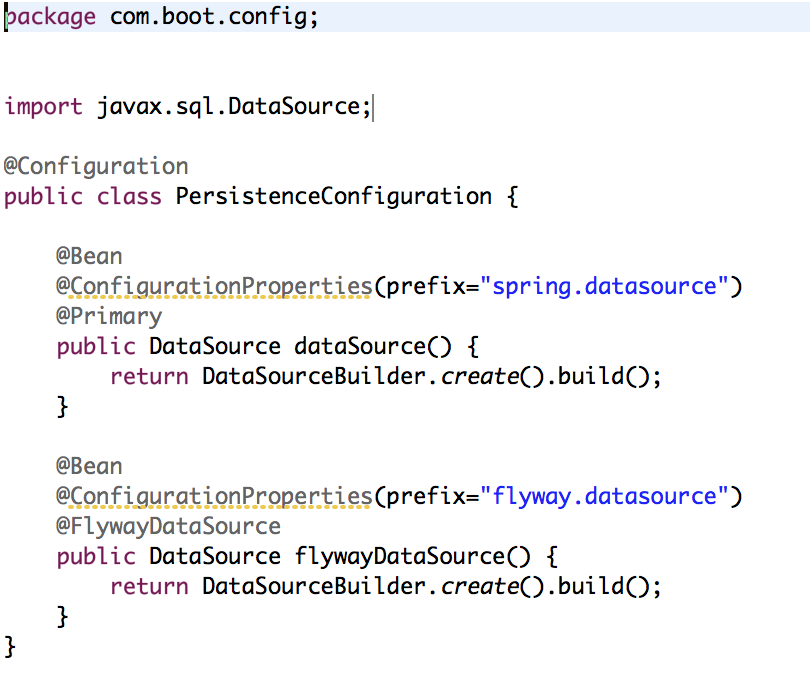 package com.boot.config;
import javax.sql.DataSource;
@Configuration
public class PersistenceConfiguration {
@Bean
@ConfigurationProperties(prefix="spring.datasource")
@Primary
public DataSource dataSource() {
return DataSourceBuilder.create().build();
}
@Bean
@ConfigurationProperties(prefix="flyway.datasource")
@FlywayDataSource
public DataSource flywayDataSource() {
return DataSourceBuilder.create().build();
}
}